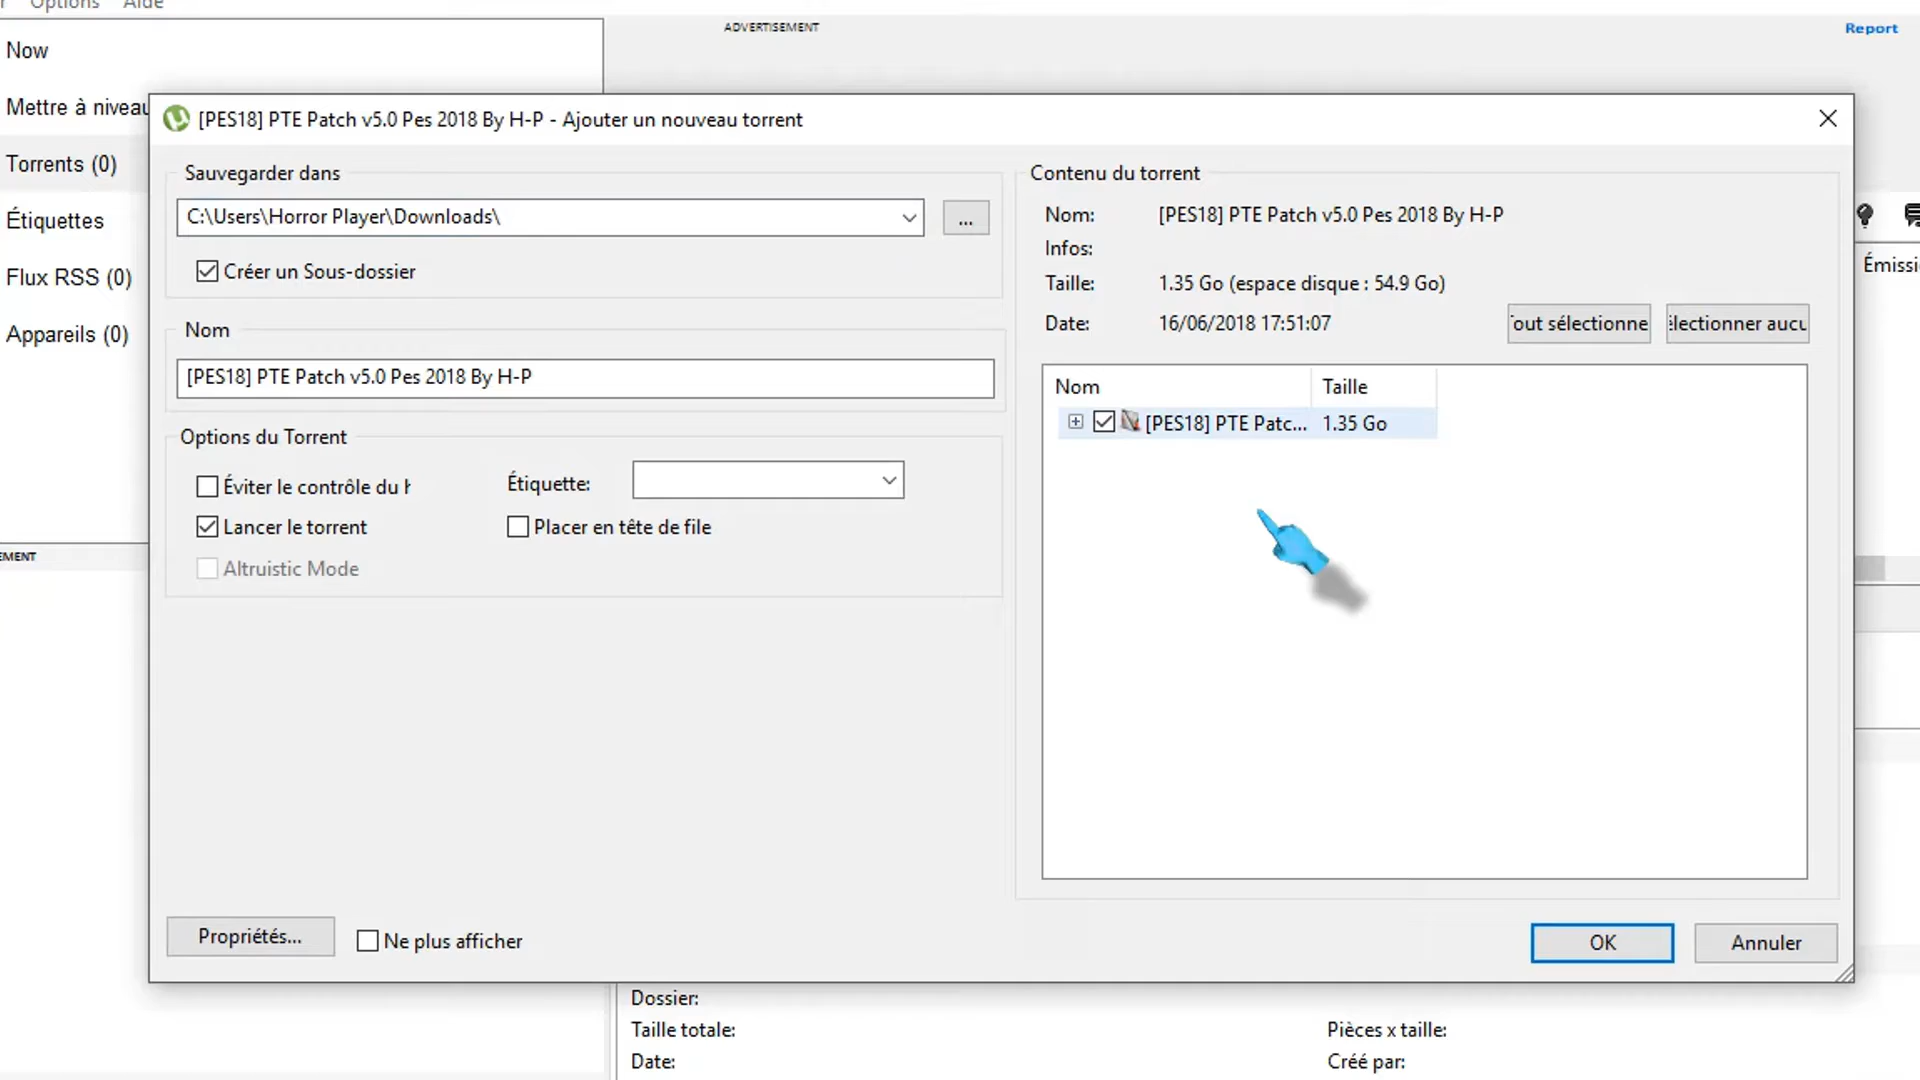 Options Aide
ADVERTISEMENT
Report
Now
Mettre à niveau
[PES18] PTE Patch v5.0 Pes 2018 By H-P - Ajouter un nouveau torrent
Torrents (0)
Étiquettes
Flux RSS (0)
Appareils (0)
Sauvegarder dans
C:\Users\Horror Player\Downloads\
...
Créer un Sous-dossier
Nom
[PES18] PTE Patch v5.0 Pes 2018 By H-P
Options du Torrent
Éviter le contrôle du h
Étiquette:
Lancer le torrent
Placer en tête de file
Altruistic Mode
Contenu du torrent
Nom: [PES18] PTE Patch v5.0 Pes 2018 By H-P
Infos:
Taille: 1.35 Go (espace disque : 54.9 Go)
Date: 16/06/2018 17:51:07
out sélectionne
électionner aucu
Nom Taille
[PES18] PTE Patc... 1.35 Go
Émissi
EMENT
Propriétés...
Ne plus afficher
OK
Annuler
Dossier:
Taille totale:
Pièces x taille:
Date:
Créé par: